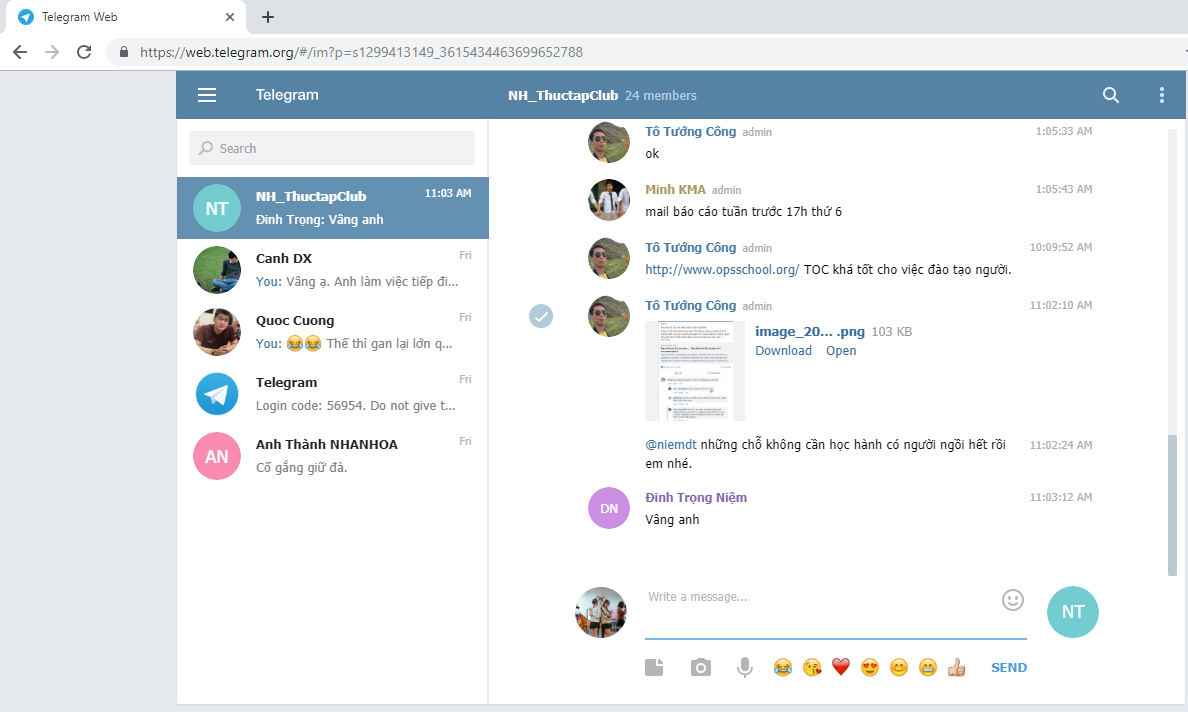 Telegram Web
https://web.telegram.org/#/im?p=s1299413149_3615434463699652788
Telegram
NH_ThuctapClub 24 members
Search
NH_ThuctapClub 11:03 AM
Đinh Trọng: Vâng anh
Canh DX Fri
You: Vâng ạ. Anh làm việc tiếp đi...
Quoc Cuong Fri
You: 😂😂 Thế thì gan lại lớn q...
Telegram Fri
Login code: 56954. Do not give t...
AN
Anh Thành NHANHOA Fri
Cố gắng giữ đà.
NT
Tô Tướng Công admin 1:05:33 AM
ok
Minh KMA admin 1:05:43 AM
mail báo cáo tuần trước 17h thứ 6
Tô Tướng Công admin 10:09:52 AM
http://www.opsschool.org/ TOC khá tốt cho việc đào tạo người.
Tô Tướng Công admin 11:02:10 AM
image_20... .png 103 KB
Download Open
@niemdt những chỗ không cần học hành có người ngồi hết rồi 11:02:24 AM
em nhé.
DN
Đinh Trọng Niệm 11:03:12 AM
Vâng anh
Write a message...
NT
SEND